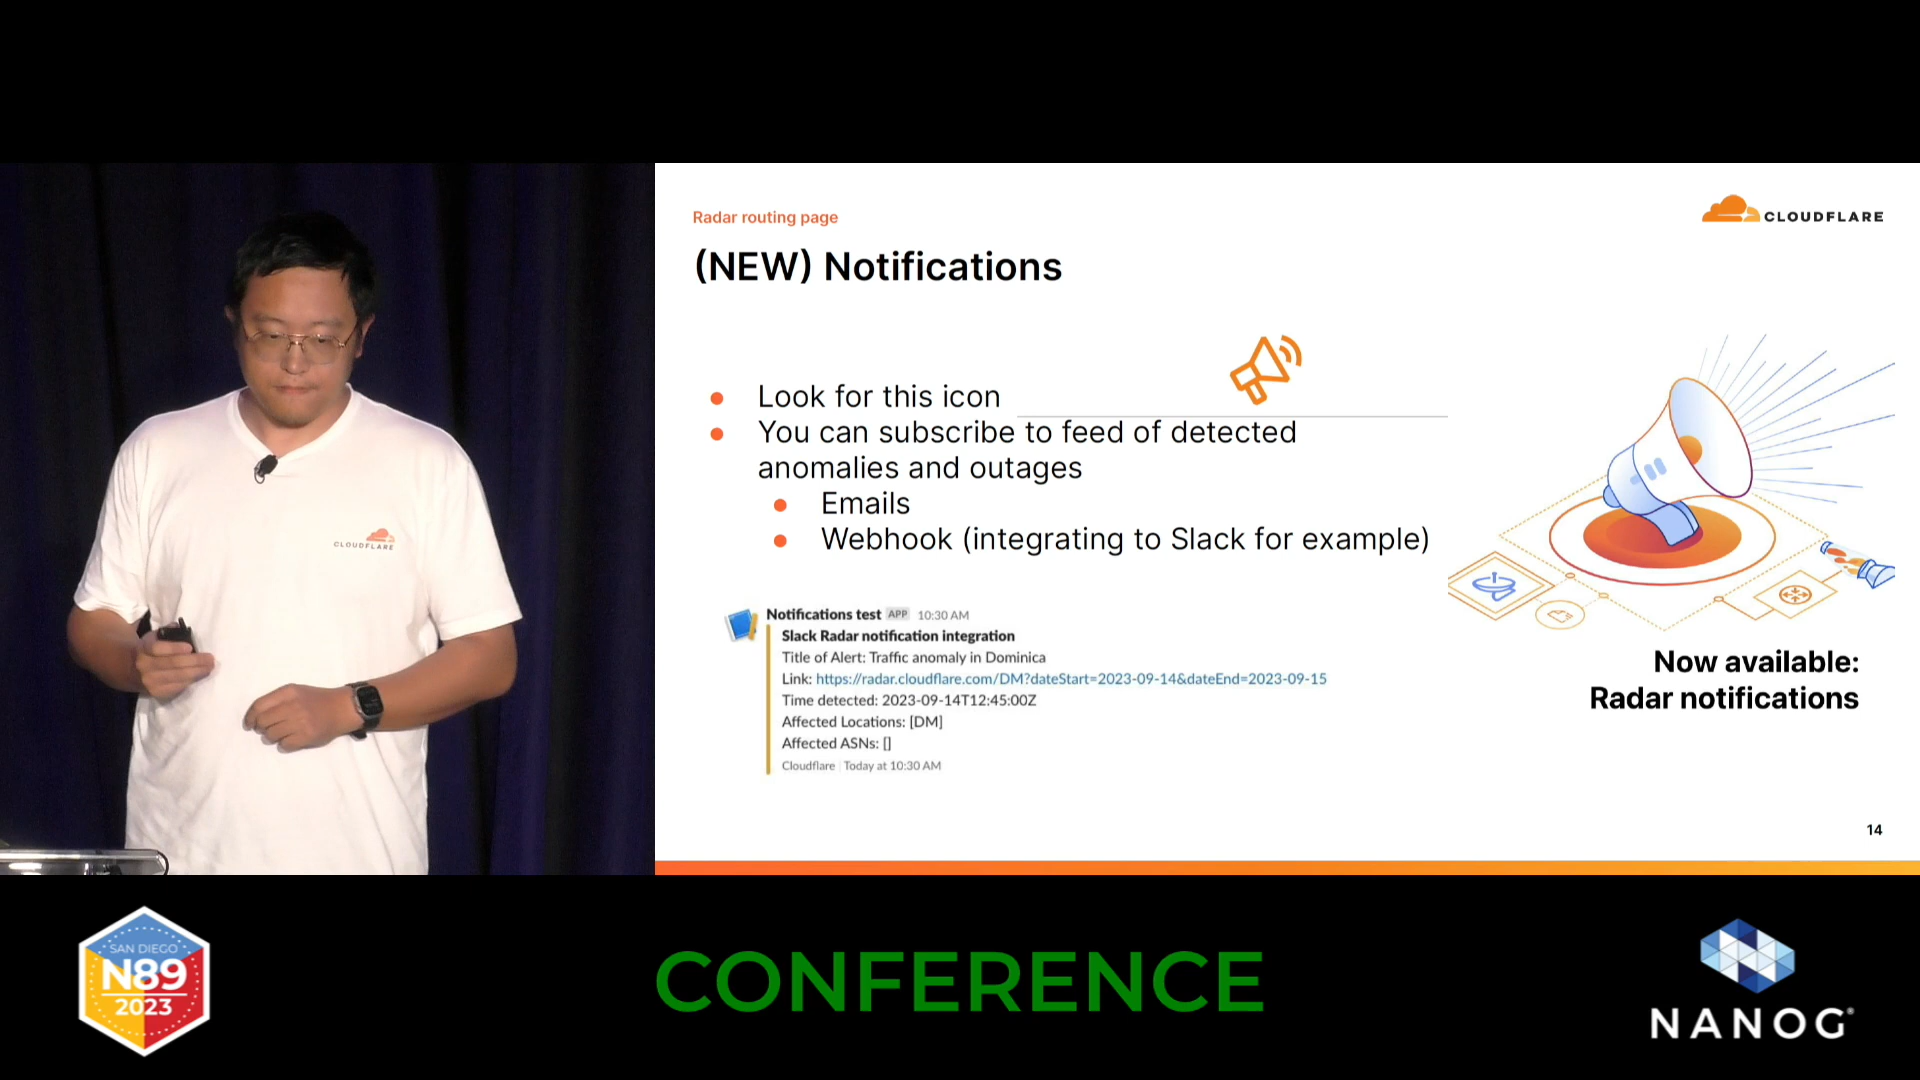 Radar routing page
CLOUDFLARE
(NEW) Notifications
Look for this icon
You can subscribe to feed of detected
anomalies and outages
Emails
Webhook (integrating to Slack for example)
Notifications test APP 10:30 AM
Slack Radar notification integration
Title of Alert: Traffic anomaly in Dominica
Link: https://radar.cloudflare.com/DM?dateStart=2023-09-14&dateEnd=2023-09-15
Time detected: 2023-09-14T12:45:00Z
Affected Locations: [DM]
Affected ASNs: []
Cloudflare | Today at 10:30 AM
Now available:
Radar notifications
14
CLOUDFLARE
SAN DIEGO
N89
2023
CONFERENCE
NANOG®